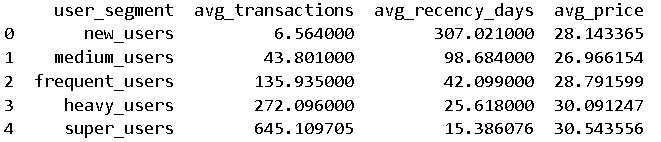 user_segment avg_transactions avg_recency_days avg_price
0 new_users 6.564000 307.021000 28.143365
1 medium_users 43.801000 98.684000 26.966154
2 frequent_users 135.935000 42.099000 28.791599
3 heavy_users 272.096000 25.618000 30.091247
4 super_users 645.109705 15.386076 30.543556